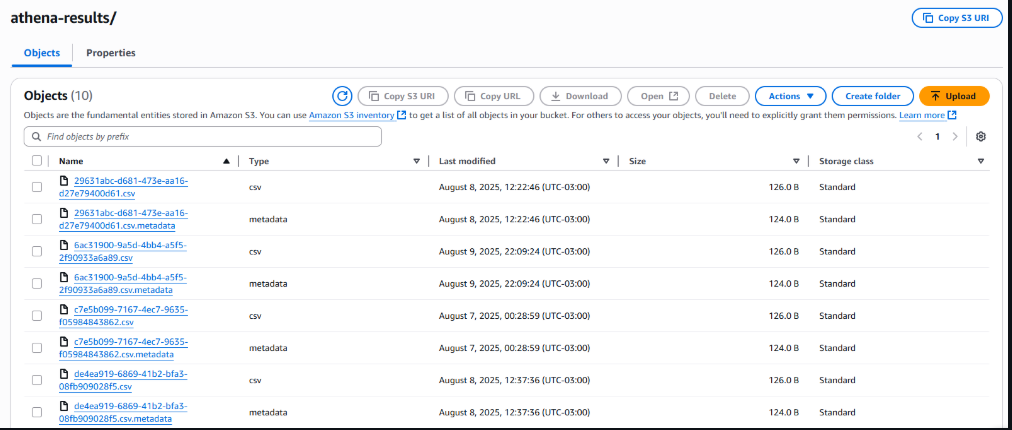 athena-results/
Copy S3 URI
Objects
Properties
Objects (10)
Copy S3 URI
Copy URL
Download
Open
Delete
Actions
Create folder
Upload
Objects are the fundamental entities stored in Amazon S3. You can use Amazon S3 inventory to get a list of all objects in your bucket. For others to access your objects, you'll need to explicitly grant them permissions. Learn more
Find objects by prefix
1
Name Type Last modified Size Storage class
29631abc-d681-473e-aa16-
d27e79400d61.csv
csv August 8, 2025, 12:22:46 (UTC-03:00) 126.0 B Standard
29631abc-d681-473e-aa16-
d27e79400d61.csv.metadata
metadata August 8, 2025, 12:22:46 (UTC-03:00) 124.0 B Standard
6ac31900-9a5d-4bb4-a5f5-
2f90933a6a89.csv
csv August 9, 2025, 22:09:24 (UTC-03:00) 126.0 B Standard
6ac31900-9a5d-4bb4-a5f5-
2f90933a6a89.csv.metadata
metadata August 9, 2025, 22:09:24 (UTC-03:00) 124.0 B Standard
c7e5b099-7167-4ec7-9635-
f05984843862.csv
csv August 7, 2025, 00:28:59 (UTC-03:00) 126.0 B Standard
c7e5b099-7167-4ec7-9635-
f05984843862.csv.metadata
metadata August 7, 2025, 00:28:59 (UTC-03:00) 124.0 B Standard
de4ea919-6869-41b2-bfa3-
08fb909028f5.csv
csv August 8, 2025, 12:37:36 (UTC-03:00) 126.0 B Standard
de4ea919-6869-41b2-bfa3-
08fb909028f5.csv.metadata
metadata August 8, 2025, 12:37:36 (UTC-03:00) 124.0 B Standard